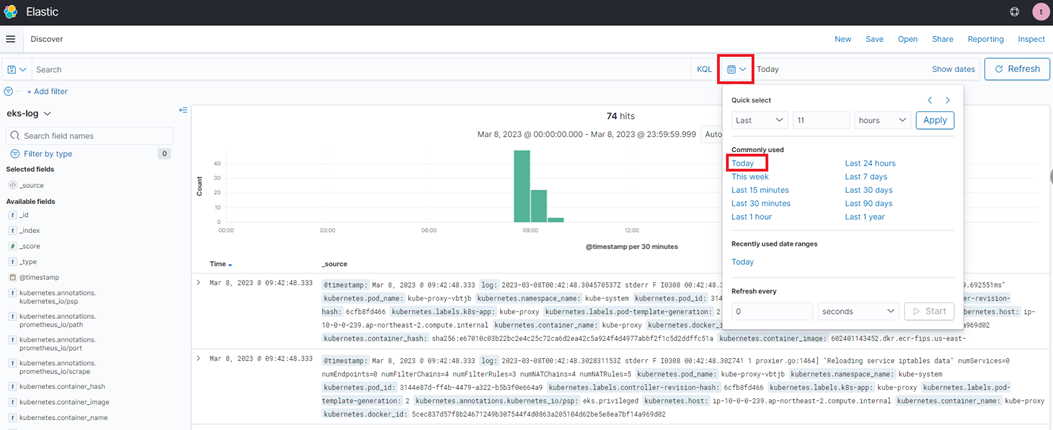 Elastic
t
Discover
New Save Open Share Reporting Inspect
Search
KQL
Today
Show dates
Refresh
+ Add filter
eks-log
Search field names
Filter by type 0
Selected fields
_source
Available fields
t _id
t _index
# _score
t _type
@timestamp
t kubernetes.annotations.
kubernetes_io/psp
t kubernetes.annotations.
prometheus_io/path
t kubernetes.annotations.
prometheus_io/port
t kubernetes.annotations.
prometheus_io/scrape
t kubernetes.container_hash
t kubernetes.container_image
t kubernetes.container_name
74 hits
Mar 8, 2023 @ 00:00:00.000 - Mar 8, 2023 @ 23:59:59.999 Auto
Count
40
30
20
10
0
00:00 03:00 06:00 09:00 12:00
@timestamp per 30 minutes
Quick select
Last 11 hours Apply
Commonly used
Today Last 24 hours
This week Last 7 days
Last 15 minutes Last 30 days
Last 30 minutes Last 90 days
Last 1 hour Last 1 year
Recently used date ranges
Today
Refresh every
0 seconds Start
Time _source
Mar 8, 2023 @ 09:42:48.333 @timestamp: Mar 8, 2023 @ 09:42:48.333 log: 2023-03-08T00:42:48.304570537Z stderr F I0308 00:42:48.30 9.692551ms"
kubernetes.pod_name: kube-proxy-vbtjb kubernetes.namespace_name: kube-system kubernetes.pod_id: 314 er-revision-
hash: 6cfb8fd466 kubernetes.labels.k8s-app: kube-proxy kubernetes.labels.pod-template-generation: 2 kubernetes.host: ip-
10-0-0-239.ap-northeast-2.compute.internal kubernetes.container_name: kube-proxy kubernetes.docker_i 969d02
kubernetes.container_hash: sha256:e67010c03b22bc2e4c25c72ca6d2ea42c5a924f4d4977abbf2f1c5d2ddffc51a kubernetes.container_image: 602401143452.dkr.ecr-fips.us-east-
Mar 8, 2023 @ 09:42:48.333 @timestamp: Mar 8, 2023 @ 09:42:48.333 log: 2023-03-08T00:42:48.302831153Z stderr F I0308 00:42:48.302741 1 proxier.go:1464] "Reloading service iptables data" numServices=0
numEndpoints=0 numFilterChains=4 numFilterRules=3 numNATChains=4 numNATRules=5 kubernetes.pod_name: kube-proxy-vbtjb kubernetes.namespace_name: kube-system
kubernetes.pod_id: 3144e87d-ff4b-4479-a322-b5b3f0e664a9 kubernetes.labels.controller-revision-hash: 6cfb8fd466 kubernetes.labels.k8s-app: kube-proxy kubernetes.labels.pod-
template-generation: 2 kubernetes.annotations.kubernetes_io/psp: eks.privileged kubernetes.host: ip-10-0-0-239.ap-northeast-2.compute.internal kubernetes.container_name: kube-proxy
kubernetes.docker_id: 5cec837d57f8b24671249b307544f4d0863a205104d62be5e8ea7bf14a969d02